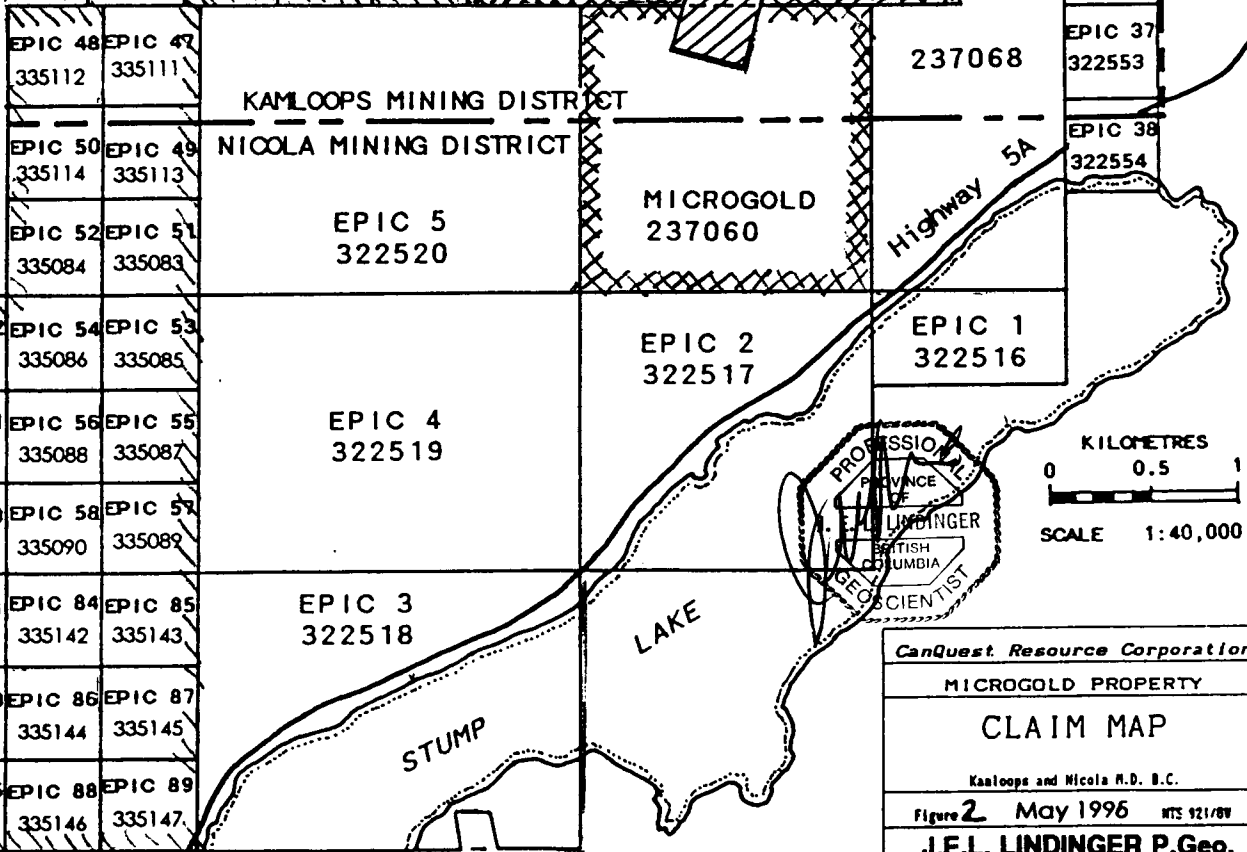 EPIC 48
335112
EPIC 47
335111
237068
EPIC 37
322553
KAMLOOPS MINING DISTRICT
NICOLA MINING DISTRICT
EPIC 50
335114
EPIC 49
335113
EPIC 38
322554
Highway 5A
MICROGOLD
237060
EPIC 5
322520
EPIC 52
335084
EPIC 51
335083
EPIC 54
335086
EPIC 53
335085
EPIC 2
322517
EPIC 1
322516
EPIC 56
335088
EPIC 55
335087
EPIC 4
322519
KILOMETRES
0 0.5 1
SCALE 1:40,000
PROFESSIONAL
PROVINCE
OF
LINDINGER
BRITISH
COLUMBIA
GEOSCIENTIST
EPIC 58
335090
EPIC 57
335089
EPIC 84
335142
EPIC 85
335143
EPIC 3
322518
STUMP LAKE
EPIC 86
335144
EPIC 87
335145
EPIC 88
335146
EPIC 89
335147
CanQuest Resource Corporation
MICROGOLD PROPERTY
CLAIM MAP
Kamloops and Nicola M.D. B.C.
Figure 2 May 1996 NTS 92I/8W
J.E.L. LINDINGER P.Geo.